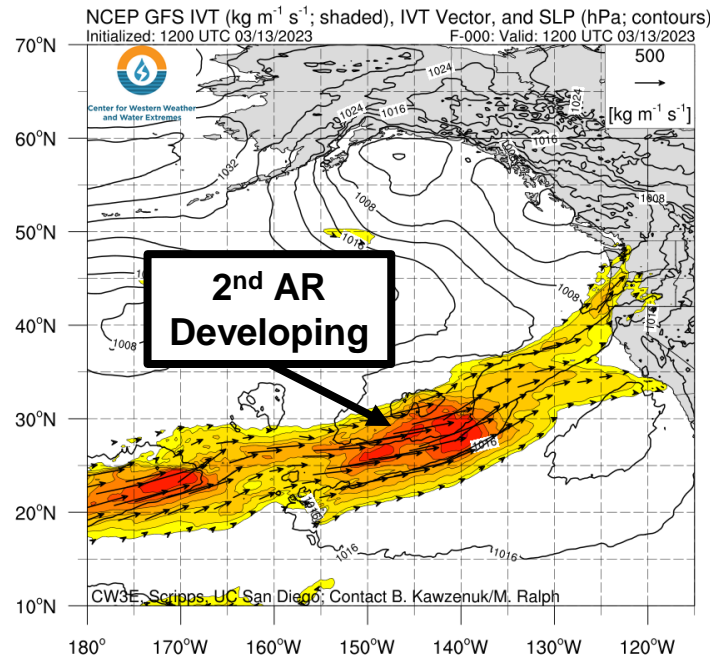 NCEP GFS IVT (kg m⁻¹ s⁻¹; shaded), IVT Vector, and SLP (hPa; contours)
Initialized: 1200 UTC 03/13/2023 F-000: Valid: 1200 UTC 03/13/2023
70°N
60°N
50°N
40°N
30°N
20°N
10°N
Center for Western Weather
and Water Extremes
500
[kg m⁻¹ s⁻¹]
1024
1016
1024
1016
1032
1008
1008
1016
1008
1008
1016
1016
1016
1016
1016
2nd AR
Developing
CW3E, Scripps, UC San Diego; Contact B. Kawzenuk/M. Ralph
180° 170°W 160°W 150°W 140°W 130°W 120°W